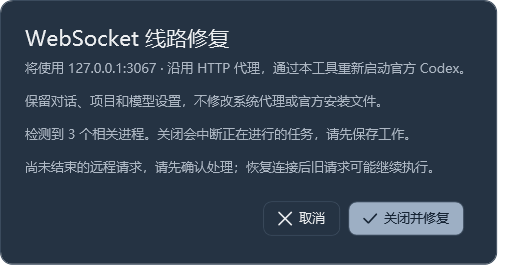 WebSocket 线路修复
将使用 127.0.0.1:3067 · 沿用 HTTP 代理，通过本工具重新启动官方 Codex。
保留对话、项目和模型设置，不修改系统代理或官方安装文件。
检测到 3 个相关进程。关闭会中断正在进行的任务，请先保存工作。
尚未结束的远程请求，请先确认处理；恢复连接后旧请求可能继续执行。
取消
关闭并修复